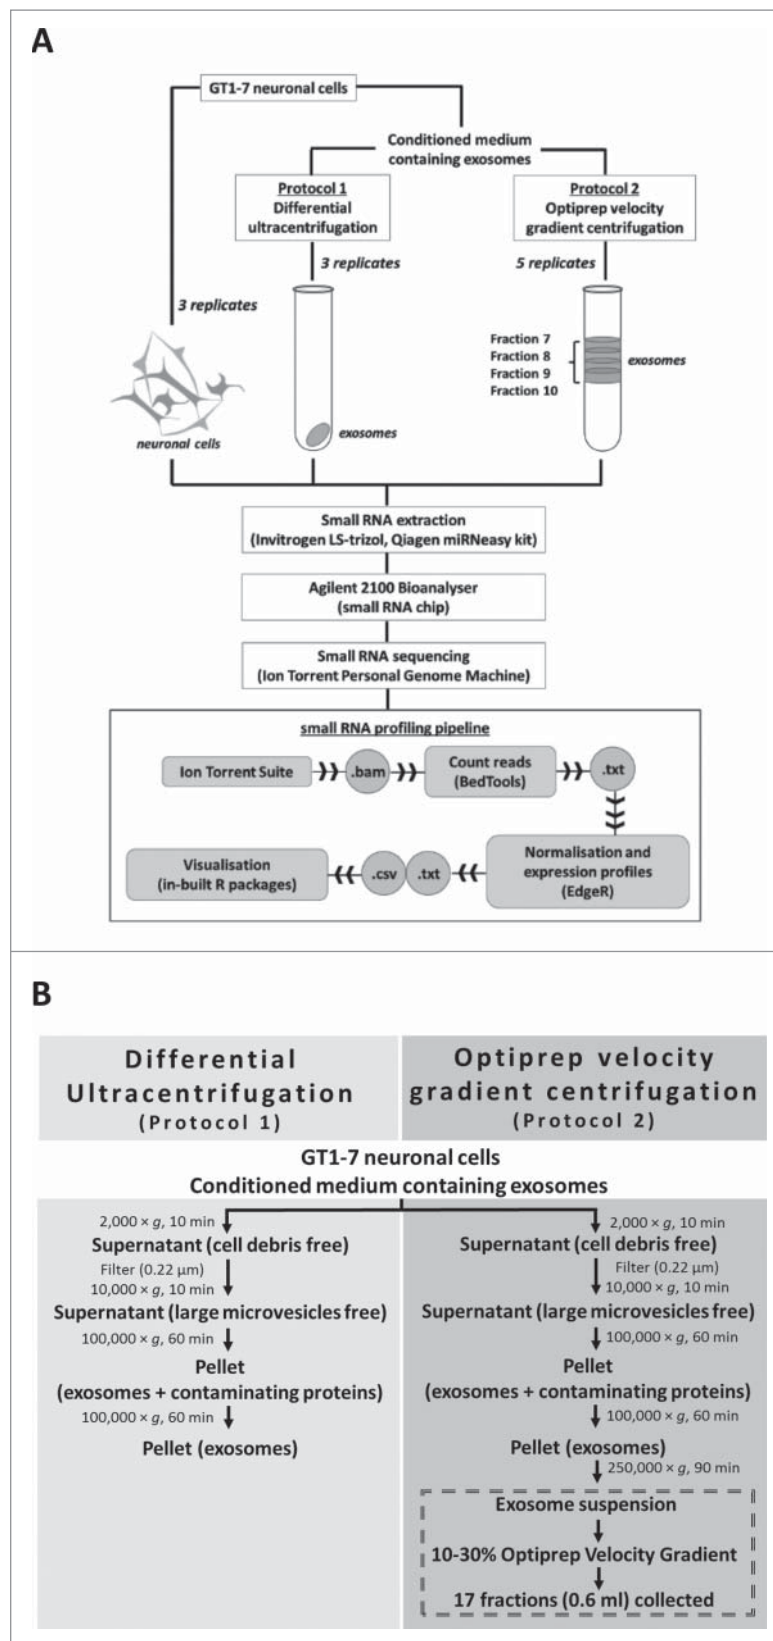 A
GT1-7 neuronal cells
Conditioned medium
containing exosomes
Protocol 1
Differential
ultracentrifugation
Protocol 2
Optiprep velocity
gradient centrifugation
3 replicates
5 replicates
3 replicates
Fraction 7
Fraction 8
Fraction 9
Fraction 10
exosomes
neuronal cells
exosomes
Small RNA extraction
(Invitrogen LS-trizol, Qiagen miRNeasy kit)
Agilent 2100 Bioanalyser
(small RNA chip)
Small RNA sequencing
(Ion Torrent Personal Genome Machine)
small RNA profiling pipeline
Ion Torrent Suite
.bam
Count reads
(BedTools)
.txt
Visualisation
(in-built R packages)
.csv
.txt
Normalisation and
expression profiles
(EdgeR)
B
Differential
Ultracentrifugation
(Protocol 1)
Optiprep velocity
gradient centrifugation
(Protocol 2)
GT1-7 neuronal cells
Conditioned medium containing exosomes
2,000 × g, 10 min
Supernatant (cell debris free)
Filter (0.22 µm)
10,000 × g, 10 min
Supernatant (large microvesicles free)
100,000 × g, 60 min
Pellet
(exosomes + contaminating proteins)
100,000 × g, 60 min
Pellet (exosomes)
2,000 × g, 10 min
Supernatant (cell debris free)
Filter (0.22 µm)
10,000 × g, 10 min
Supernatant (large microvesicles free)
100,000 × g, 60 min
Pellet
(exosomes + contaminating proteins)
100,000 × g, 60 min
Pellet (exosomes)
250,000 × g, 90 min
Exosome suspension
10-30% Optiprep Velocity Gradient
17 fractions (0.6 ml) collected